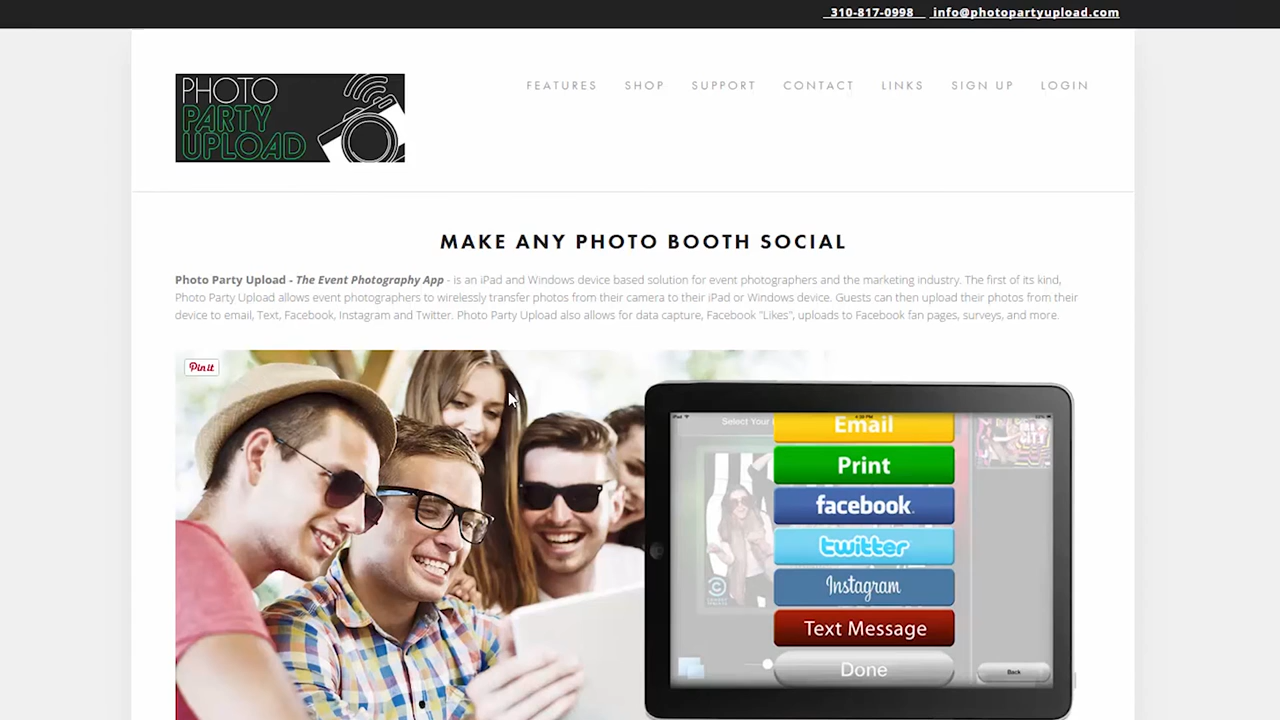 310-817-0998 info@photopartyupload.com
PHOTO
PARTY
UPLOAD
FEATURES SHOP SUPPORT CONTACT LINKS SIGN UP LOGIN
MAKE ANY PHOTO BOOTH SOCIAL
Photo Party Upload - The Event Photography App - is an iPad and Windows device based solution for event photographers and the marketing industry. The first of its kind,
Photo Party Upload allows event photographers to wirelessly transfer photos from their camera to their iPad or Windows device. Guests can then upload their photos from their
device to email, Text, Facebook, Instagram and Twitter. Photo Party Upload also allows for data capture, Facebook "Likes", uploads to Facebook fan pages, surveys, and more.
Pin it
iPad
Select Your
Email
Print
facebook.
twitter
Instagram
Text Message
Done
Back